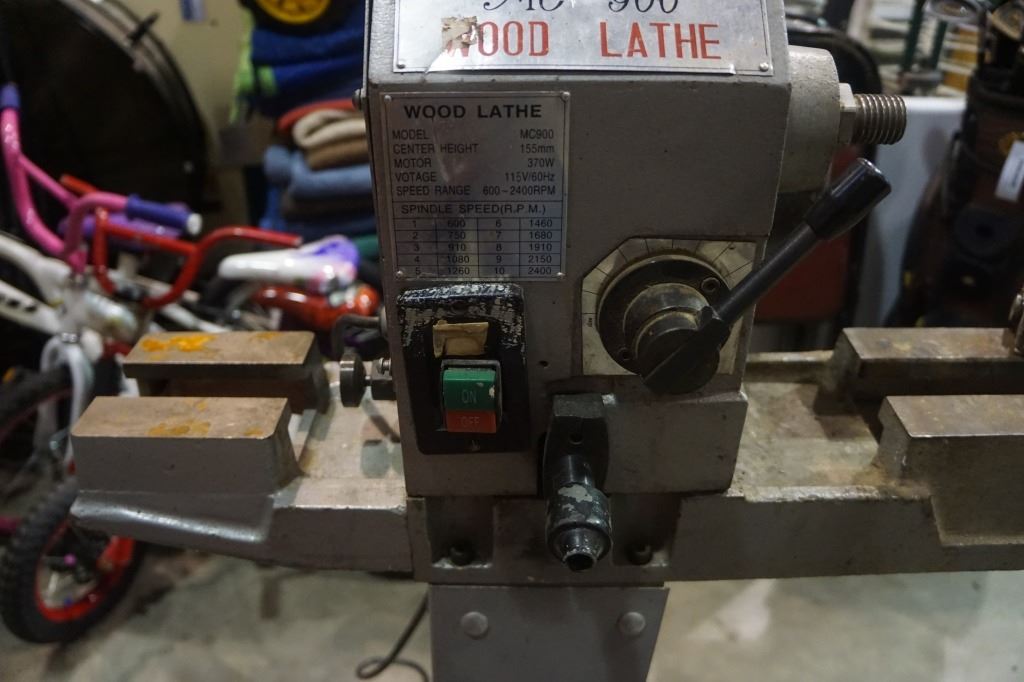 MC 900
WOOD LATHE
WOOD LATHE
MODEL MC900
CENTER HEIGHT 155mm
MOTOR 370W
VOTAGE 115V/60Hz
SPEED RANGE 600~2400RPM
SPINDLE SPEED(R.P.M.)
1 600 6 1460
2 750 7 1680
3 910 8 1910
4 1080 9 2150
5 1260 10 2400
ON
OFF